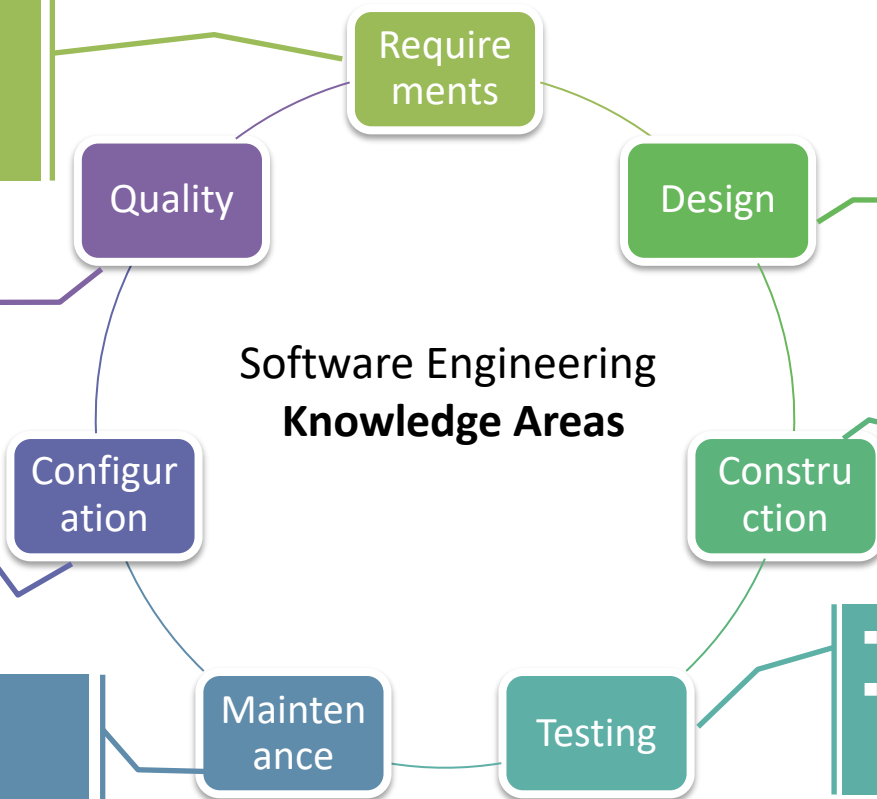 Require
ments
Quality
Design
Software Engineering
Knowledge Areas
Configur
ation
Constru
ction
Mainten
ance
Testing